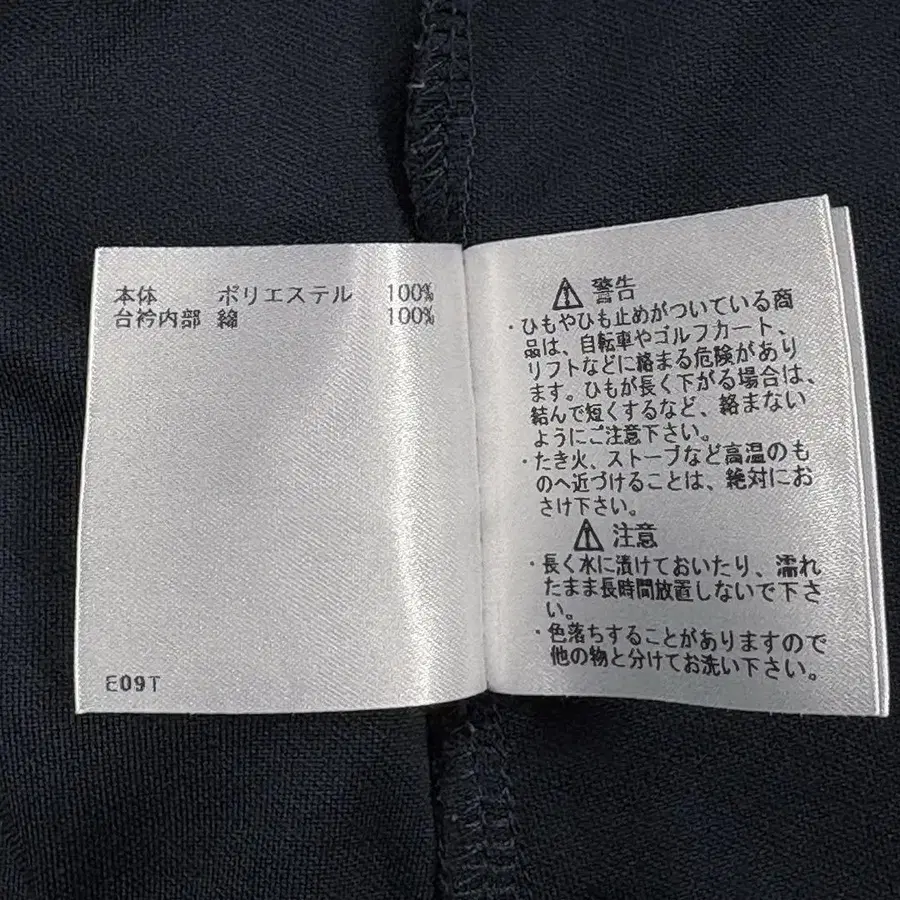 本体 ポリエステル 100%
台衿内部 綿 100%
E09T
⚠ 警告
・ひもやひも止めがついている商
品は、自転車やゴルフカート、
リフトなどに絡まる危険があり
ます。ひもが長く下がる場合は、
結んで短くするなど、絡まない
ようにご注意下さい。
・たき火、ストーブなど高温のも
のへ近づけることは、絶対にお
さけ下さい。
⚠ 注意
・長く水に漬けておいたり、濡れ
たまま長時間放置しないで下さ
い。
・色落ちすることがありますので
他の物と分けてお洗い下さい。